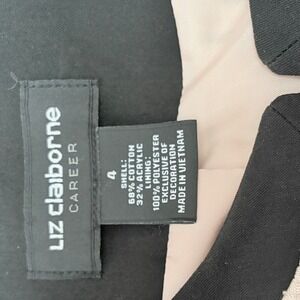 LIZ claiborne
CAREER
4
SHELL:
68% COTTON
32% ACRYLIC
LINING:
100% POLYESTER
EXCLUSIVE OF
DECORATION
MADE IN VIETNAM